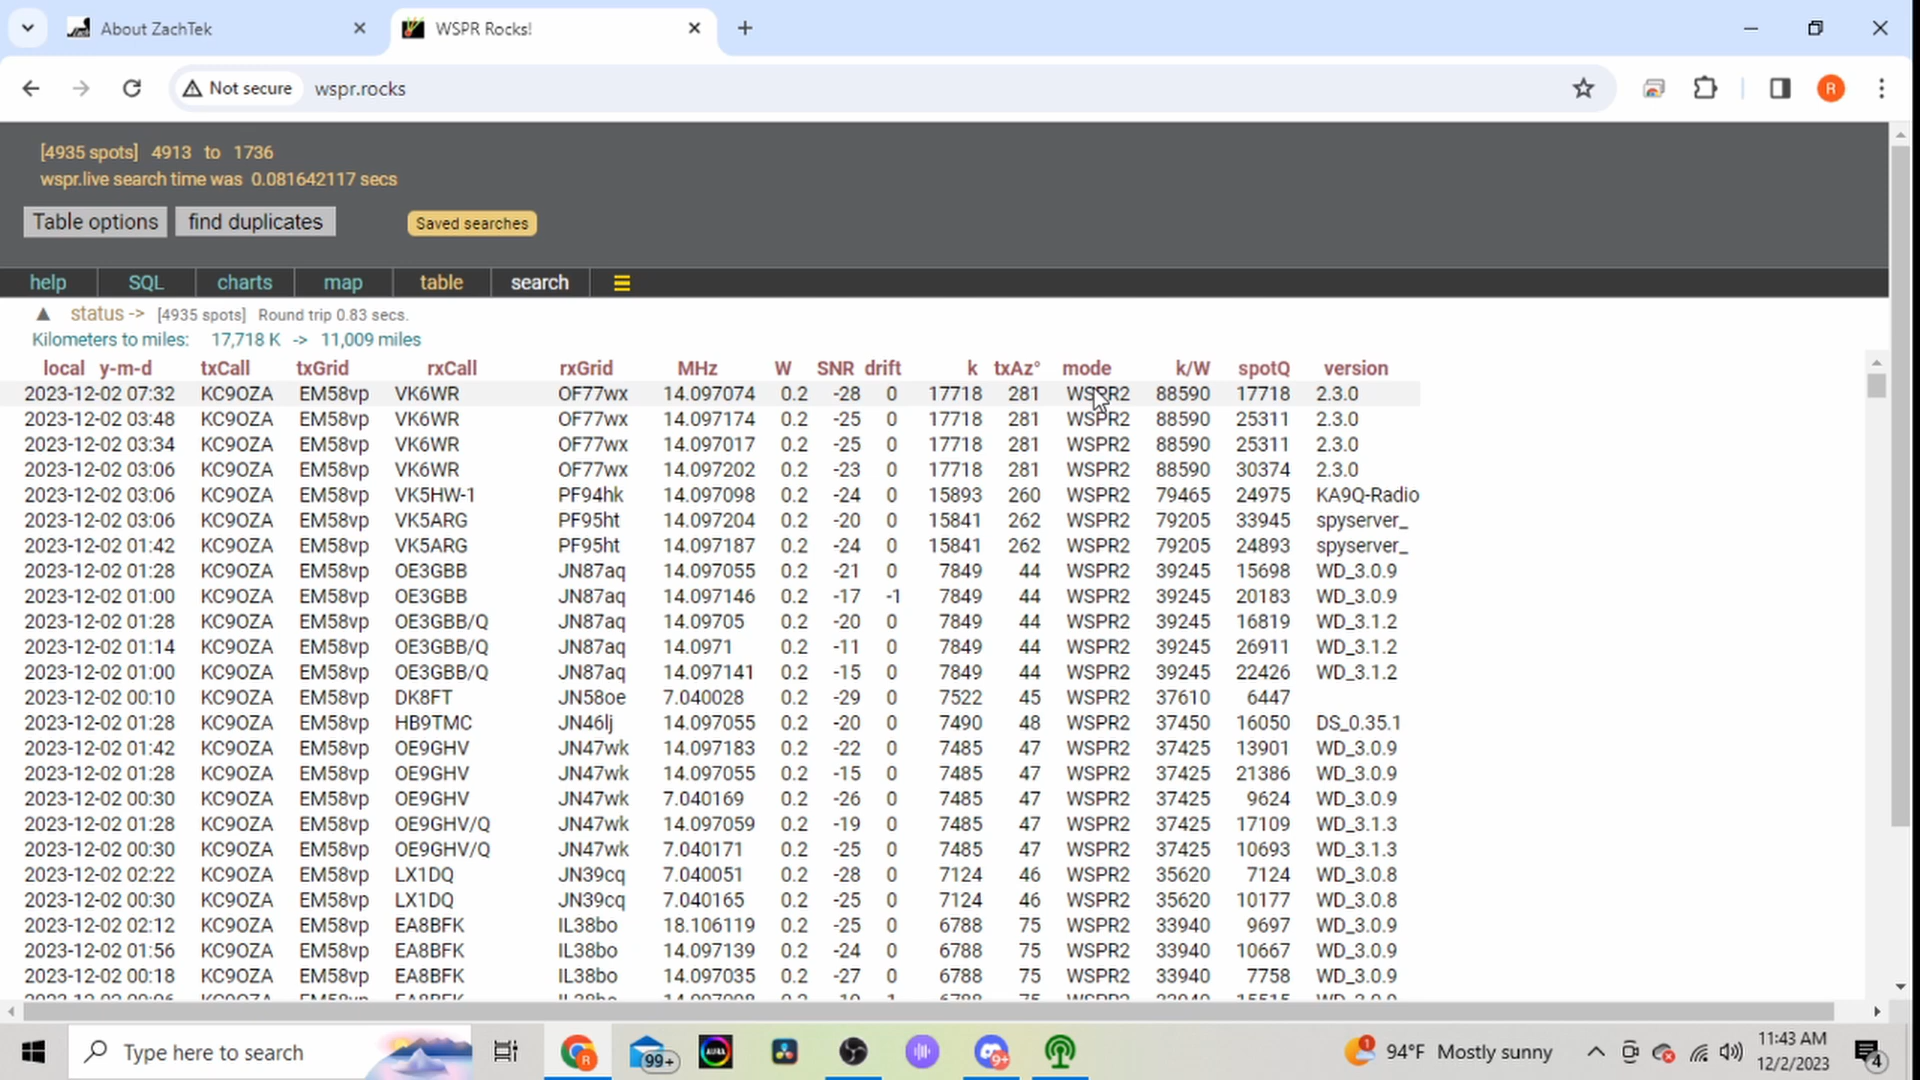 About ZachTek
WSPR Rocks!
Not secure
wspr.rocks
R
[4935 spots] 4913 to 1736
wspr.live search time was 0.081642117 secs
Table options
find duplicates
Saved searches
help
SQL
charts
map
table
search
▲ status -> [4935 spots] Round trip 0.83 secs.
Kilometers to miles: 17,718 K -> 11,009 miles
local y-m-d txCall txGrid rxCall rxGrid MHz W SNR drift k txAz° mode k/W spotQ version
2023-12-02 07:32 KC9OZA EM58vp VK6WR OF77wx 14.097074 0.2 -28 0 17718 281 WSPR2 88590 17718 2.3.0
2023-12-02 03:48 KC9OZA EM58vp VK6WR OF77wx 14.097174 0.2 -25 0 17718 281 WSPR2 88590 25311 2.3.0
2023-12-02 03:34 KC9OZA EM58vp VK6WR OF77wx 14.097017 0.2 -25 0 17718 281 WSPR2 88590 25311 2.3.0
2023-12-02 03:06 KC9OZA EM58vp VK6WR OF77wx 14.097202 0.2 -23 0 17718 281 WSPR2 88590 30374 2.3.0
2023-12-02 03:06 KC9OZA EM58vp VK5HW-1 PF94hk 14.097098 0.2 -24 0 15893 260 WSPR2 79465 24975 KA9Q-Radio
2023-12-02 03:06 KC9OZA EM58vp VK5ARG PF95ht 14.097204 0.2 -20 0 15841 262 WSPR2 79205 33945 spyserver_
2023-12-02 01:42 KC9OZA EM58vp VK5ARG PF95ht 14.097187 0.2 -24 0 15841 262 WSPR2 79205 24893 spyserver_
2023-12-02 01:28 KC9OZA EM58vp OE3GBB JN87aq 14.097055 0.2 -21 0 7849 44 WSPR2 39245 15698 WD_3.0.9
2023-12-02 01:00 KC9OZA EM58vp OE3GBB JN87aq 14.097146 0.2 -17 -1 7849 44 WSPR2 39245 20183 WD_3.0.9
2023-12-02 01:28 KC9OZA EM58vp OE3GBB/Q JN87aq 14.09705 0.2 -20 0 7849 44 WSPR2 39245 16819 WD_3.1.2
2023-12-02 01:14 KC9OZA EM58vp OE3GBB/Q JN87aq 14.0971 0.2 -11 0 7849 44 WSPR2 39245 26911 WD_3.1.2
2023-12-02 01:00 KC9OZA EM58vp OE3GBB/Q JN87aq 14.097141 0.2 -15 0 7849 44 WSPR2 39245 22426 WD_3.1.2
2023-12-02 00:10 KC9OZA EM58vp DK8FT JN58oe 7.040028 0.2 -29 0 7522 45 WSPR2 37610 6447
2023-12-02 01:28 KC9OZA EM58vp HB9TMC JN46lj 14.097055 0.2 -20 0 7490 48 WSPR2 37450 16050 DS_0.35.1
2023-12-02 01:42 KC9OZA EM58vp OE9GHV JN47wk 14.097183 0.2 -22 0 7485 47 WSPR2 37425 13901 WD_3.0.9
2023-12-02 01:28 KC9OZA EM58vp OE9GHV JN47wk 14.097055 0.2 -15 0 7485 47 WSPR2 37425 21386 WD_3.0.9
2023-12-02 00:30 KC9OZA EM58vp OE9GHV JN47wk 7.040169 0.2 -26 0 7485 47 WSPR2 37425 9624 WD_3.0.9
2023-12-02 01:28 KC9OZA EM58vp OE9GHV/Q JN47wk 14.097059 0.2 -19 0 7485 47 WSPR2 37425 17109 WD_3.1.3
2023-12-02 00:30 KC9OZA EM58vp OE9GHV/Q JN47wk 7.040171 0.2 -25 0 7485 47 WSPR2 37425 10693 WD_3.1.3
2023-12-02 02:22 KC9OZA EM58vp LX1DQ JN39cq 7.040051 0.2 -28 0 7124 46 WSPR2 35620 7124 WD_3.0.8
2023-12-02 00:30 KC9OZA EM58vp LX1DQ JN39cq 7.040165 0.2 -25 0 7124 46 WSPR2 35620 10177 WD_3.0.8
2023-12-02 02:12 KC9OZA EM58vp EA8BFK IL38bo 18.106119 0.2 -25 0 6788 75 WSPR2 33940 9697 WD_3.0.9
2023-12-02 01:56 KC9OZA EM58vp EA8BFK IL38bo 14.097139 0.2 -24 0 6788 75 WSPR2 33940 10667 WD_3.0.9
2023-12-02 00:18 KC9OZA EM58vp EA8BFK IL38bo 14.097035 0.2 -27 0 6788 75 WSPR2 33940 7758 WD_3.0.9
Type here to search
R
99+
9+
1
94°F Mostly sunny
11:43 AM
12/2/2023
4